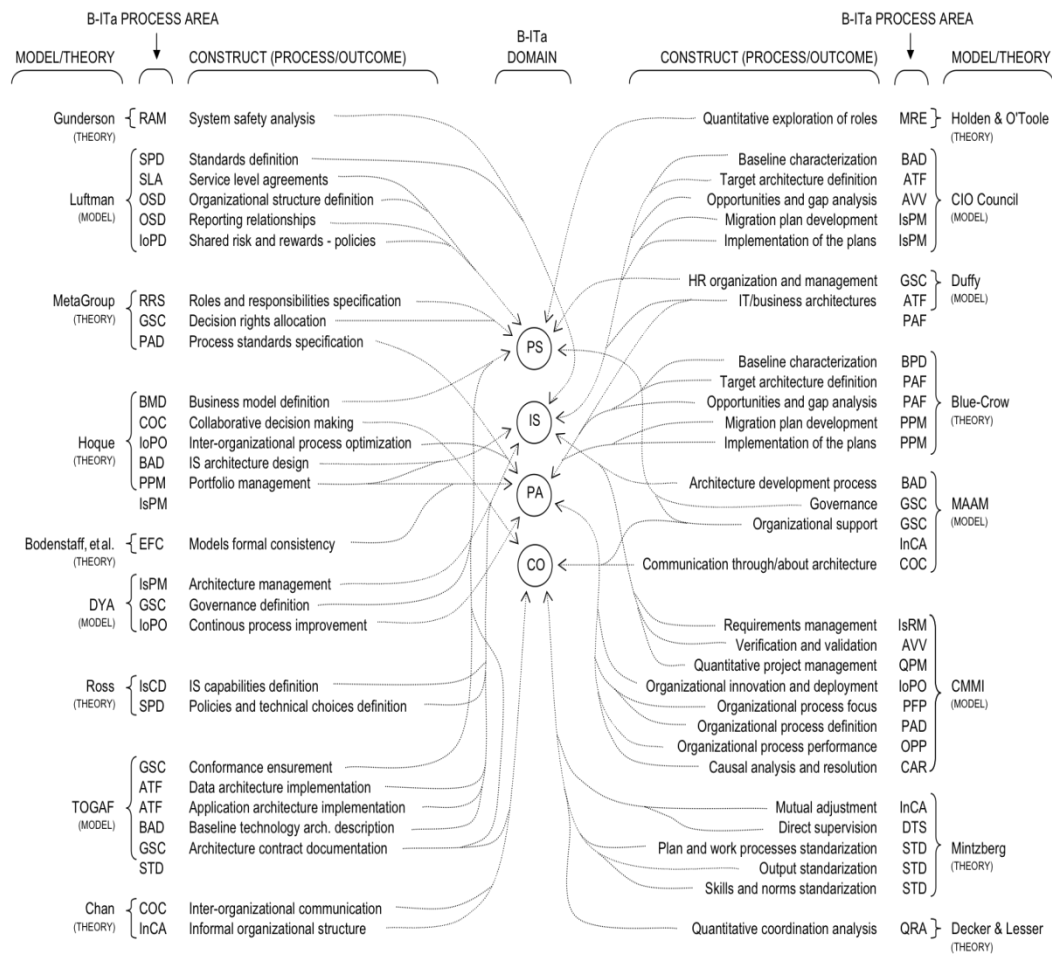 B-ITa PROCESS AREA
B-ITa PROCESS AREA
MODEL/THEORY
CONSTRUCT (PROCESS/OUTCOME)
B-ITa
DOMAIN
CONSTRUCT (PROCESS/OUTCOME)
MODEL/THEORY
Gunderson
(THEORY)
RAM System safety analysis
Luftman
(MODEL)
SPD Standards definition
SLA Service level agreements
OSD Organizational structure definition
OSD Reporting relationships
IoPD Shared risk and rewards - policies
MetaGroup
(THEORY)
RRS Roles and responsibilities specification
GSC Decision rights allocation
PAD Process standards specification
Hoque
(THEORY)
BMD Business model definition
COC Collaborative decision making
IoPO Inter-organizational process optimization
BAD IS architecture design
PPM Portfolio management
IsPM
Bodenstaff, et.al.
(THEORY)
EFC Models formal consistency
DYA
(MODEL)
IsPM Architecture management
GSC Governance definition
IoPO Continous process improvement
Ross
(THEORY)
IsCD IS capabilities definition
SPD Policies and technical choices definition
TOGAF
(MODEL)
GSC Conformance ensurement
ATF Data architecture implementation
ATF Application architecture implementation
BAD Baseline technology arch. description
GSC Architecture contract documentation
STD
Chan
(THEORY)
COC Inter-organizational communication
InCA Informal organizational structure
PS
IS
PA
CO
Quantitative exploration of roles MRE
Holden & O'Toole
(THEORY)
Baseline characterization BAD
Target architecture definition ATF
Opportunities and gap analysis AVV
Migration plan development IsPM
Implementation of the plans IsPM
CIO Council
(MODEL)
HR organization and management GSC
IT/business architectures ATF
PAF
Duffy
(MODEL)
Baseline characterization BPD
Target architecture definition PAF
Opportunities and gap analysis PAF
Migration plan development PPM
Implementation of the plans PPM
Blue-Crow
(THEORY)
Architecture development process BAD
Governance GSC
Organizational support GSC
InCA
Communication through/about architecture COC
MAAM
(MODEL)
Requirements management IsRM
Verification and validation AVV
Quantitative project management QPM
Organizational innovation and deployment IoPO
Organizational process focus PFP
Organizational process definition PAD
Organizational process performance OPP
Causal analysis and resolution CAR
CMMI
(MODEL)
Mutual adjustment InCA
Direct supervision DTS
Plan and work processes standarization STD
Output standarization STD
Skills and norms standarization STD
Mintzberg
(THEORY)
Quantitative coordination analysis QRA
Decker & Lesser
(THEORY)